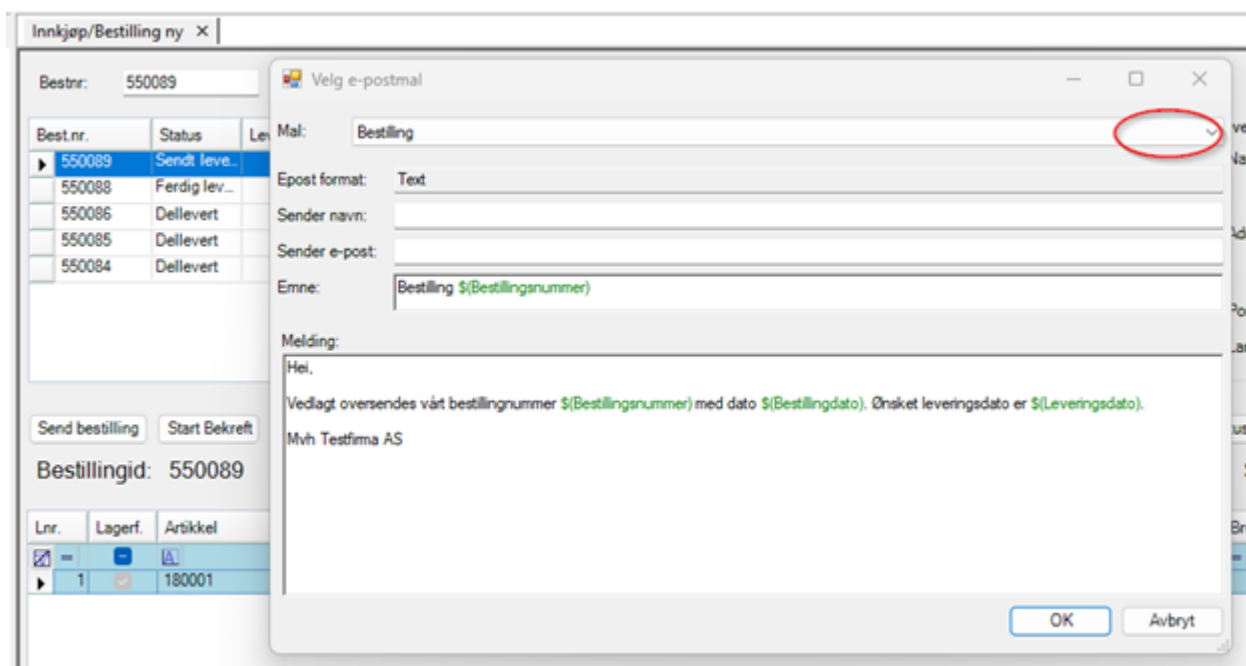 Innkjøp/Bestilling ny
Bestnr: 550089
Best.nr. Status
550089 Sendt leve...
550088 Ferdig lev...
550086 Dellevert
550085 Dellevert
550084 Dellevert
Send bestilling Start Bekreft
Bestillingid: 550089
Lnr. Lagerf. Artikkel
1 180001
Velg e-postmal
Mal: Bestilling
Epost format: Text
Sender navn:
Sender e-post:
Emne: Bestilling $(Bestillingsnummer)
Melding:
Hei,
Vedlagt oversendes vårt bestillingnummer $(Bestillingsnummer) med dato $(Bestillingdato). Ønsket leveringsdato er $(Leveringsdato).
Mvh Testfirma AS
OK Avbryt